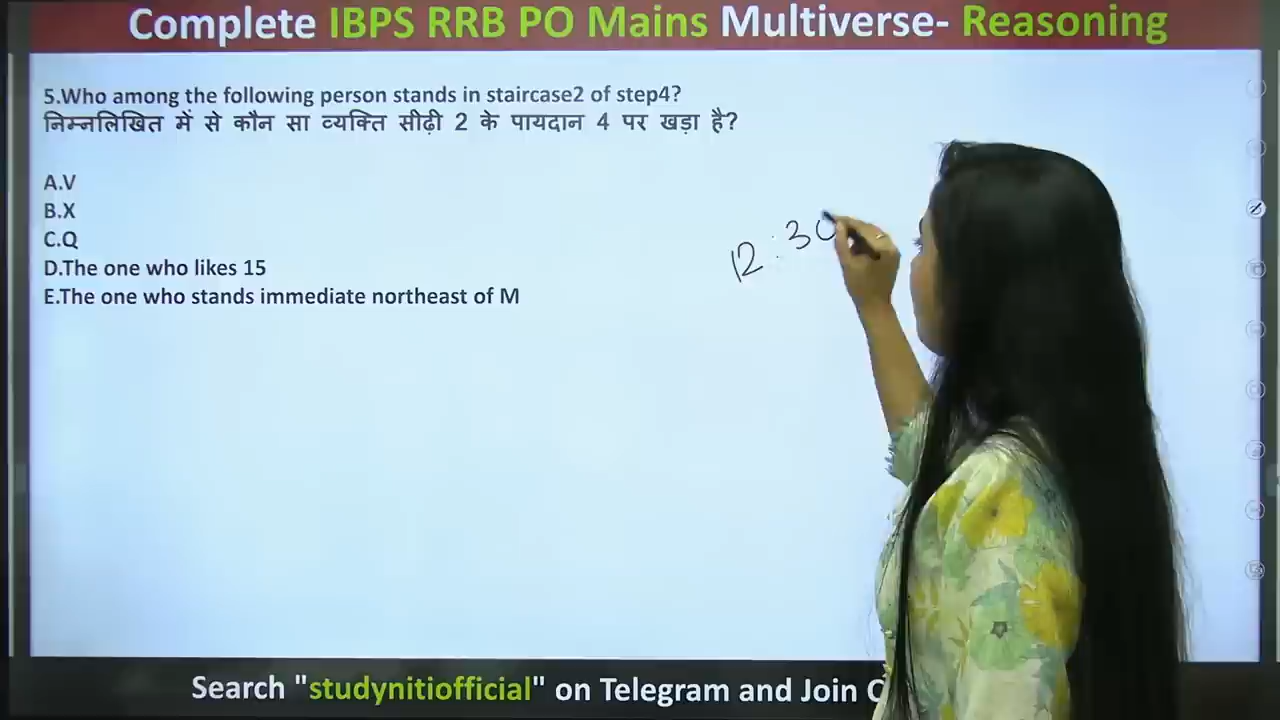 Complete IBPS RRB PO Mains Multiverse- Reasoning
5.Who among the following person stands in staircase2 of step4?
निम्नलिखित में से कौन सा व्यक्ति सीढ़ी 2 के पायदान 4 पर खड़ा है?
A.V
B.X
C.Q
D.The one who likes 15
E.The one who stands immediate northeast of M
12:30
Search "studynitiofficial" on Telegram and Join